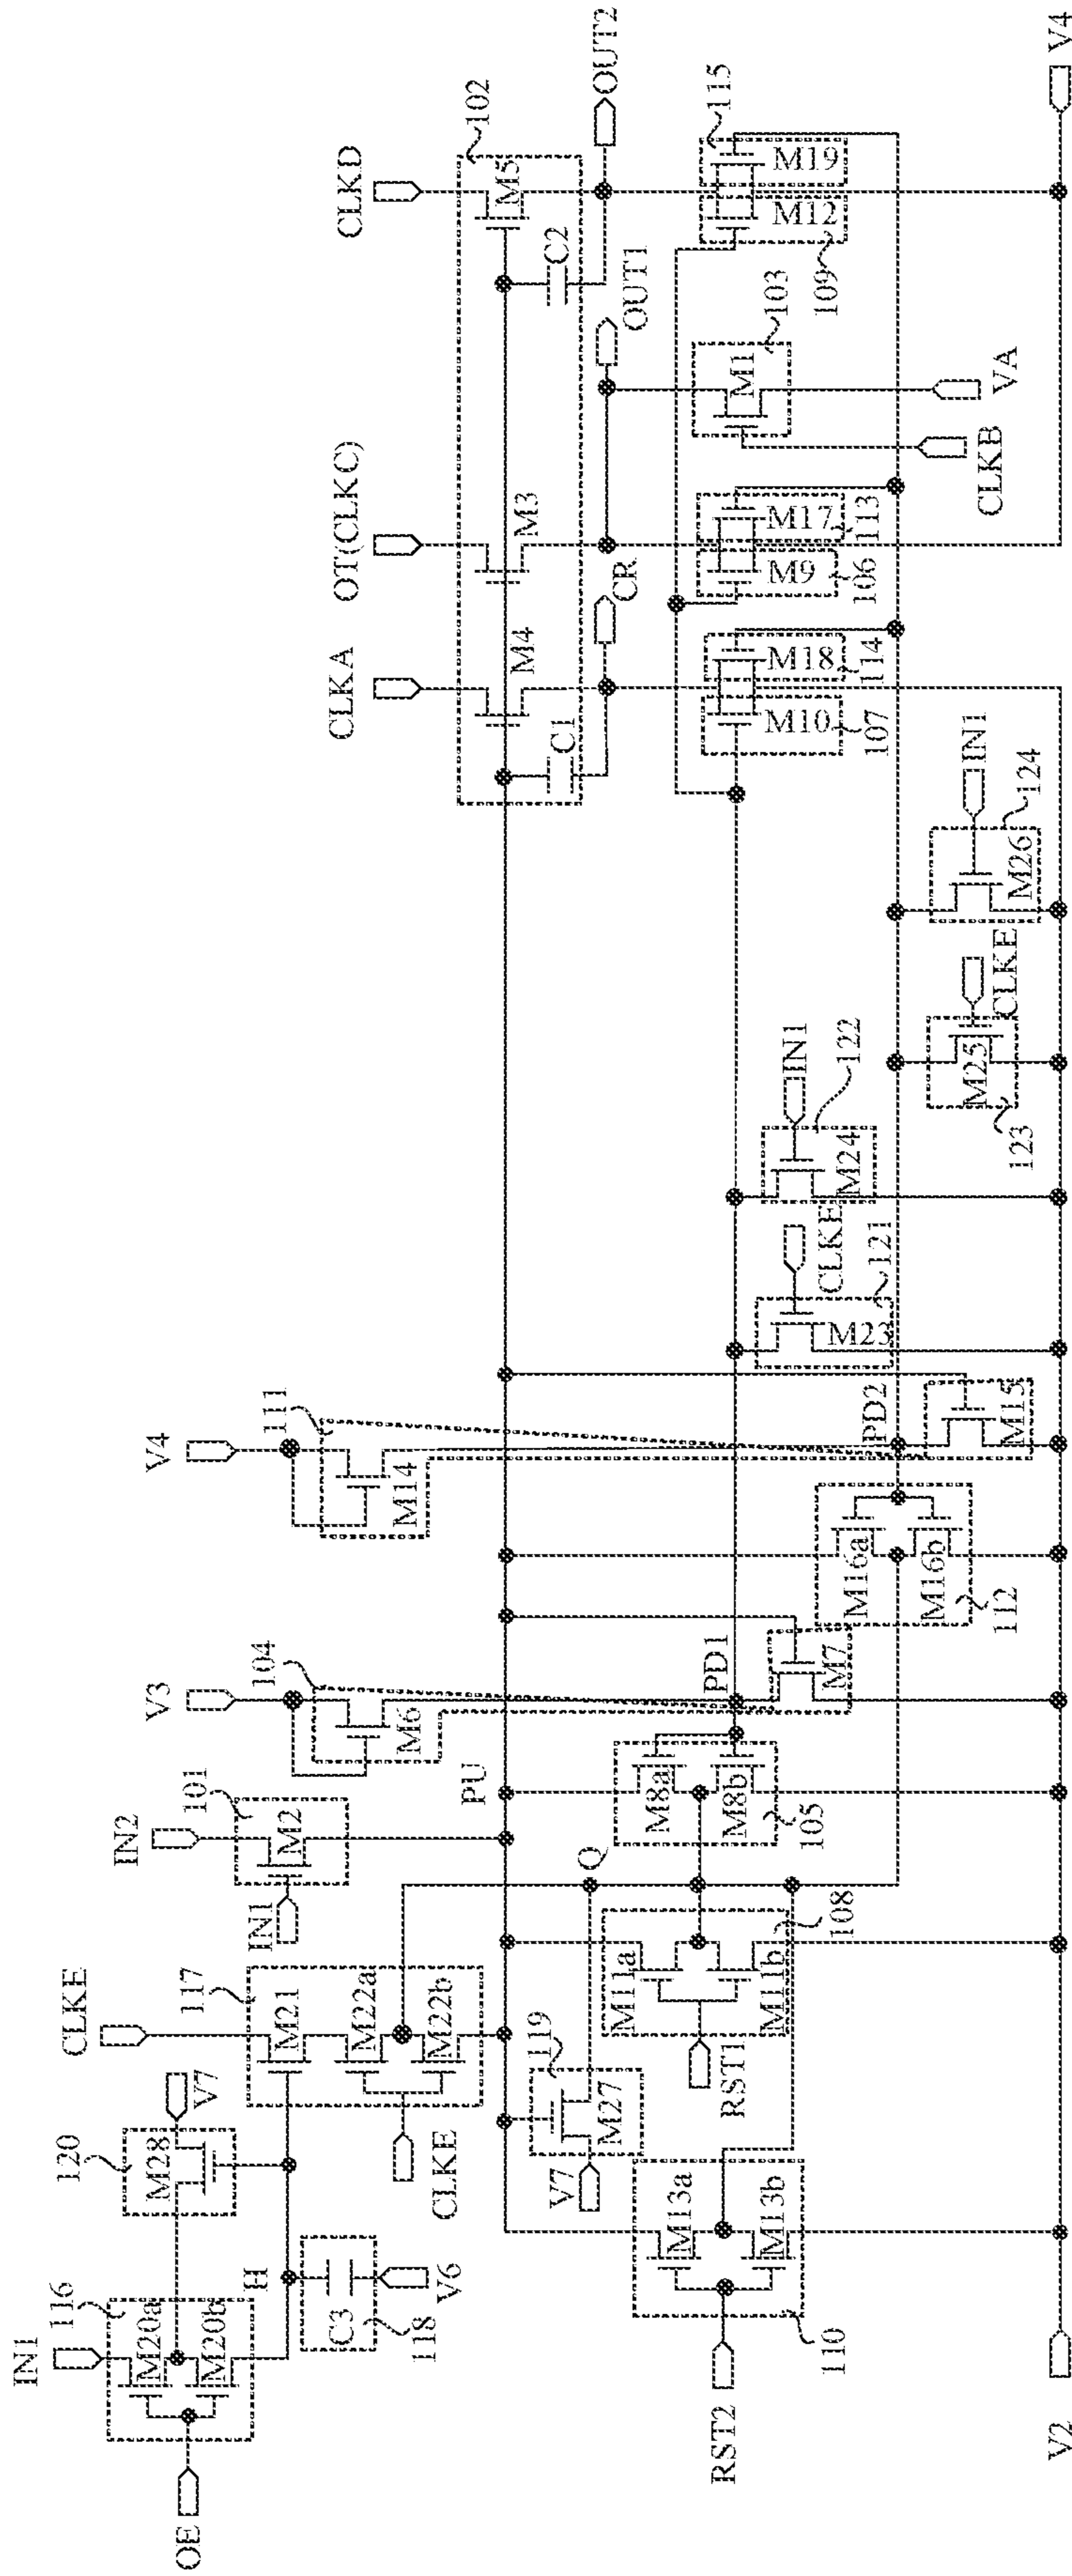 OE
IN1
116
M20a
M20b
H
C3
118
V6
120
M28
V7
CLKE
117
M21
M22a
M22b
CLKE
119
M27
V7
RST2
M13a
M13b
110
V2
IN1
IN2
101
M2
PU
Q
RST1
M11a
M11b
108
M8a
M8b
105
V3
104
M6
PD1
M7
M16a
M16b
112
V4
111
M14
PD2
M15
M23
CLKE
121
M24
IN1
122
M25
CLKE
123
M26
IN1
124
CLKA
OT(CLKC)
CLKD
102
M4
M3
M5
C1
C2
CR
OUT1
OUT2
M10
107
M18
114
M9
106
M17
113
M1
103
CLKB
VA
M12
109
M19
115
V4